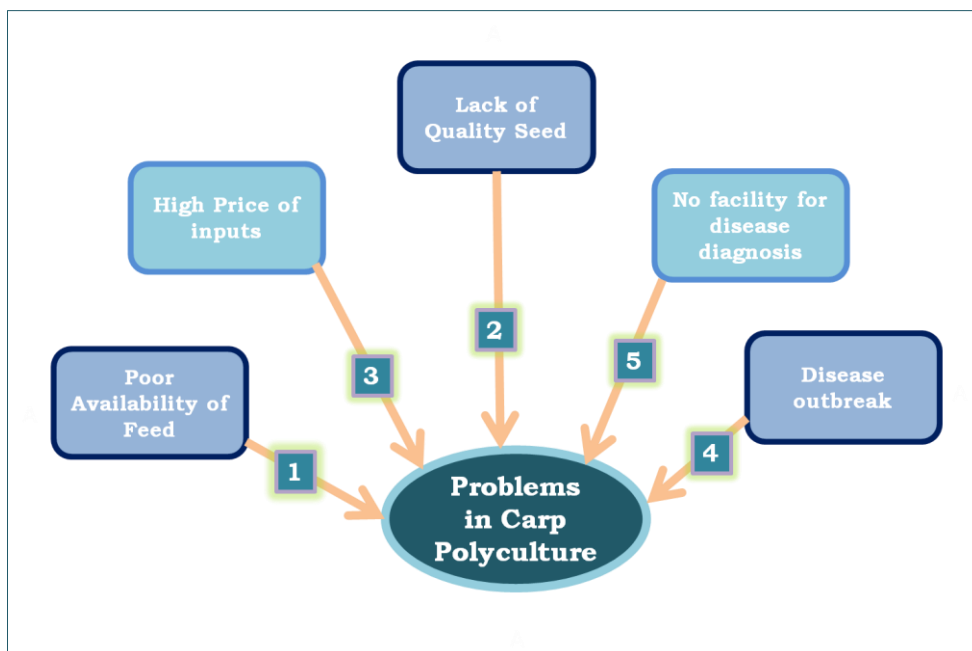 Lack of
Quality Seed
High Price of
inputs
No facility for
disease
diagnosis
Poor
Availability of
Feed
Disease
outbreak
1
3
2
5
4
Problems
in Carp
Polyculture